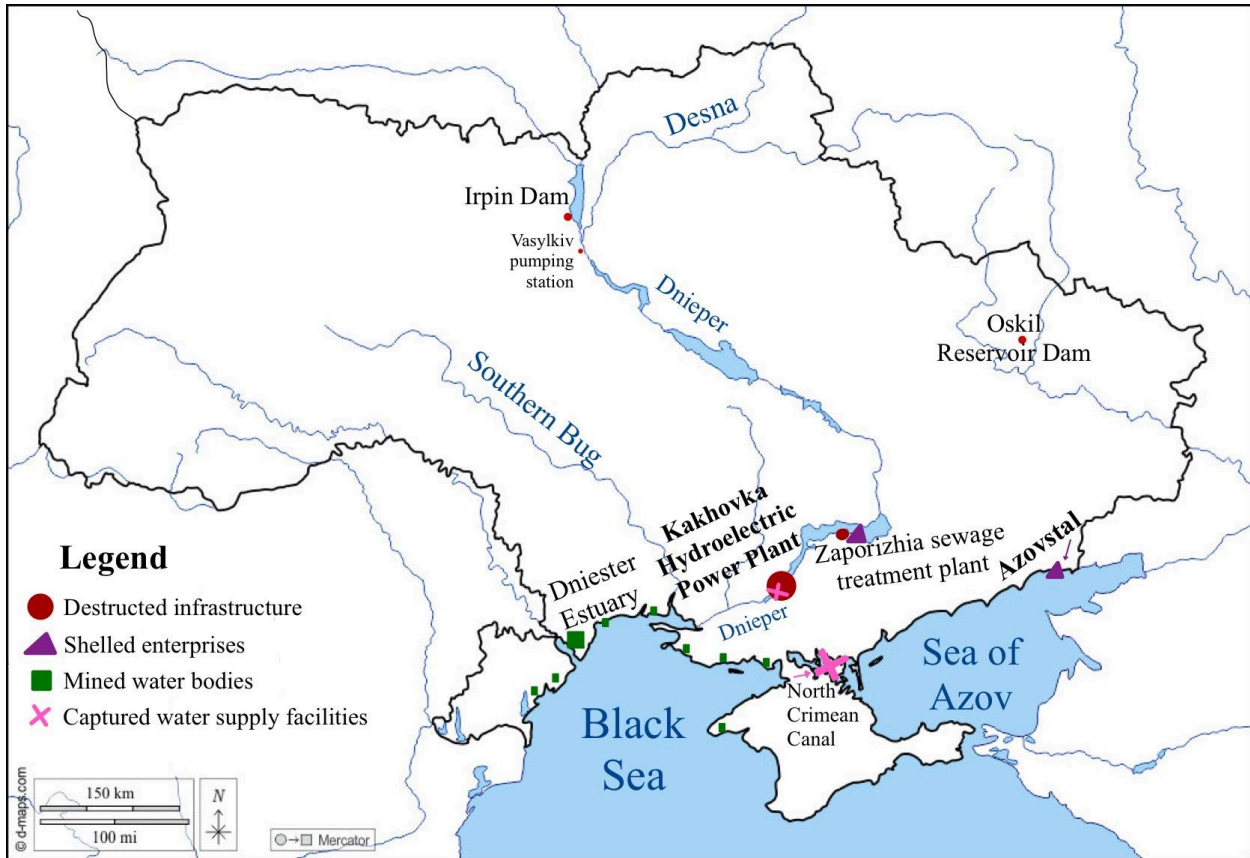 Desna
Irpin Dam
Vasylkiv
pumping
station
Dnieper
Oskil
Reservoir Dam
Southern Bug
Kakhovka
Hydroelectric
Power Plant
Zaporizhia sewage
treatment plant
Azovstal
Dniester
Estuary
Dnieper
North
Crimean
Canal
Sea of
Azov
Black
Sea
Legend
Destructed infrastructure
Shelled enterprises
Mined water bodies
Captured water supply facilities
© d-maps.com
150 km
100 mi
N
Mercator